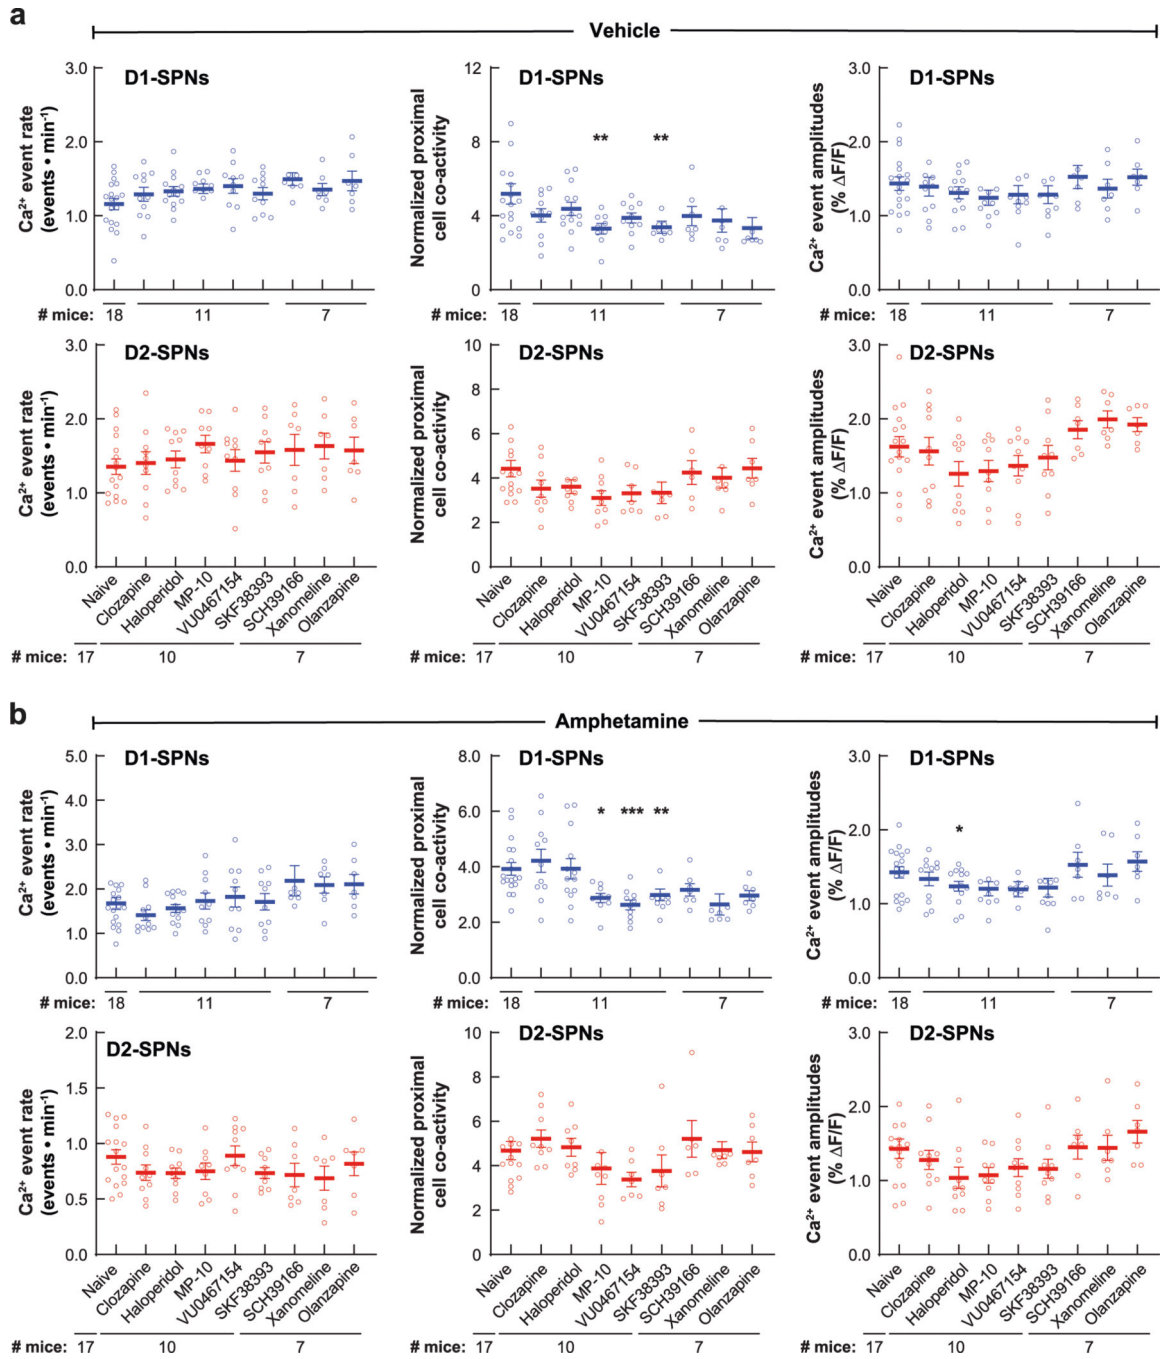 a
Vehicle
D1-SPNs
Ca²⁺ event rate
(events • min⁻¹)
3.0
2.0
1.0
0.0
# mice: 18 11 7
D1-SPNs
Normalized proximal
cell co-activity
12
8
4
0
** **
18 11 7
D1-SPNs
Ca²⁺ event amplitudes
(% ΔF/F)
3.0
2.0
1.0
0.0
# mice: 18 11 7
D2-SPNs
Ca²⁺ event rate
(events • min⁻¹)
3.0
2.0
1.0
0.0
Naive
Clozapine
Haloperidol
MP-10
VU0467154
SKF38393
SCH39166
Xanomeline
Olanzapine
# mice: 17 10 7
D2-SPNs
Normalized proximal
cell co-activity
10
8
6
4
2
0
Naive
Clozapine
Haloperidol
MP-10
VU0467154
SKF38393
SCH39166
Xanomeline
Olanzapine
# mice: 17 10 7
D2-SPNs
Ca²⁺ event amplitudes
(% ΔF/F)
3.0
2.0
1.0
0.0
Naive
Clozapine
Haloperidol
MP-10
VU0467154
SKF38393
SCH39166
Xanomeline
Olanzapine
# mice: 17 10 7
b
Amphetamine
D1-SPNs
Ca²⁺ event rate
(events • min⁻¹)
5.0
4.0
3.0
2.0
1.0
0.0
# mice: 18 11 7
D1-SPNs
Normalized proximal
cell co-activity
8.0
6.0
4.0
2.0
0.0
* *** **
# mice: 18 11 7
D1-SPNs
Ca²⁺ event amplitudes
(% ΔF/F)
3.0
2.0
1.0
0.0
*
# mice: 18 11 7
D2-SPNs
Ca²⁺ event rate
(events • min⁻¹)
2.0
1.5
1.0
0.5
0.0
Naive
Clozapine
Haloperidol
MP-10
VU0467154
SKF38393
SCH39166
Xanomeline
Olanzapine
# mice: 17 10 7
D2-SPNs
Normalized proximal
cell co-activity
10
8
6
4
2
0
Naive
Clozapine
Haloperidol
MP-10
VU0467154
SKF38393
SCH39166
Xanomeline
Olanzapine
# mice: 17 10 7
D2-SPNs
Ca²⁺ event amplitudes
(% ΔF/F)
3.0
2.0
1.0
0.0
Naive
Clozapine
Haloperidol
MP-10
VU0467154
SKF38393
SCH39166
Xanomeline
Olanzapine
# mice: 17 10 7